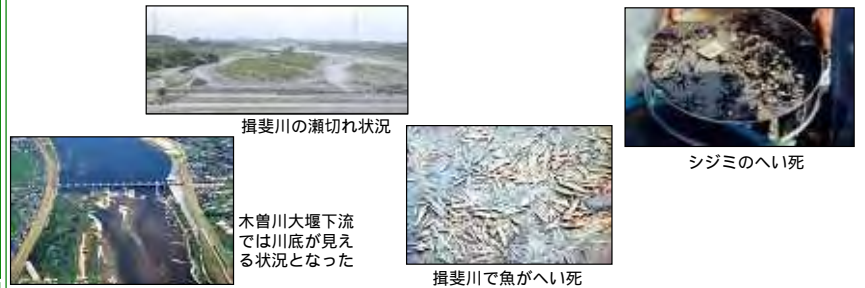 揖斐川の瀬切れ状況
シジミのへい死
木曽川大堰下流
では川底が見え
る状況となった
揖斐川で魚がへい死